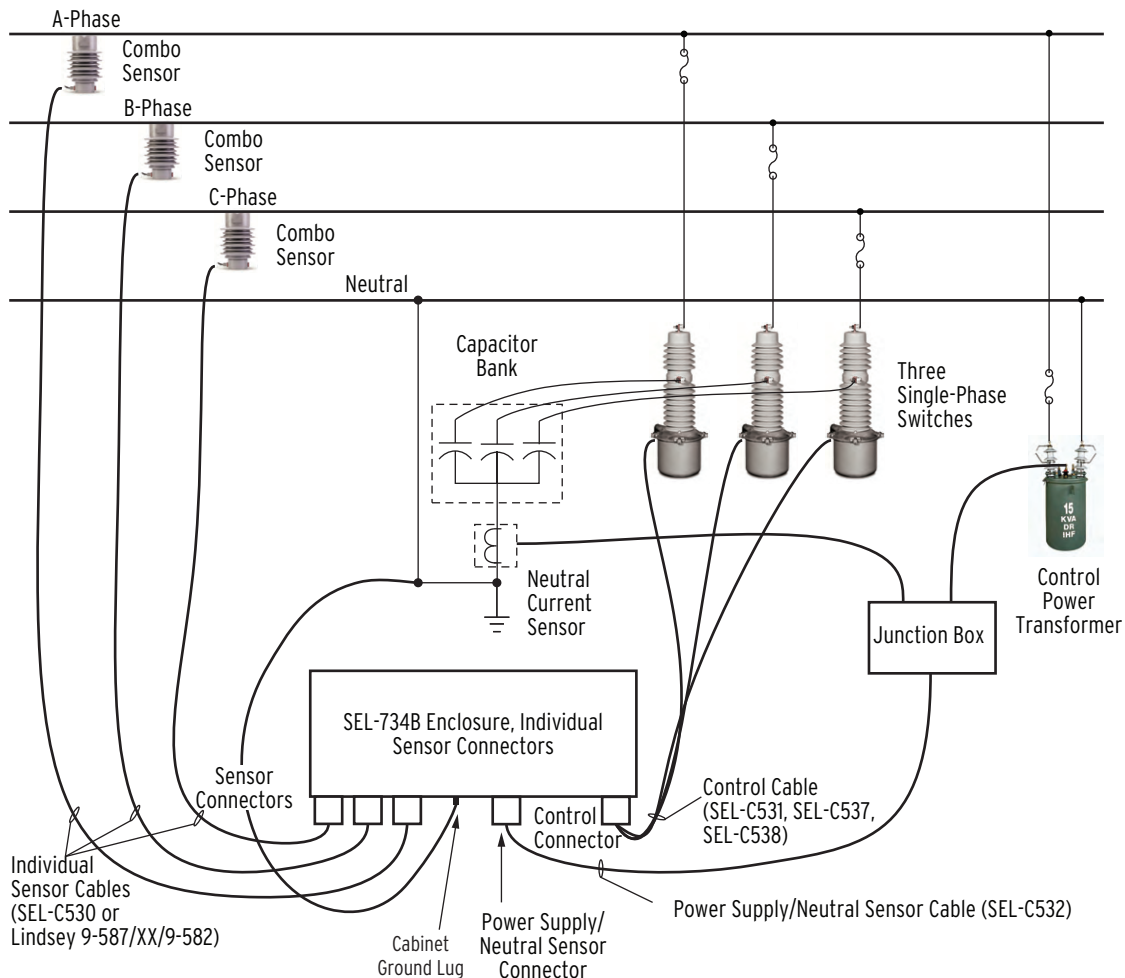 A-Phase
Combo
Sensor
B-Phase
Combo
Sensor
C-Phase
Combo
Sensor
Neutral
Capacitor
Bank
Three
Single-Phase
Switches
15
KVA
DR
IHF
Neutral
Current
Sensor
Control
Power
Transformer
Junction Box
SEL-734B Enclosure, Individual
Sensor Connectors
Sensor
Connectors
Control
Connector
Control Cable
(SEL-C531, SEL-C537,
SEL-C538)
Individual
Sensor Cables
(SEL-C530 or
Lindsey 9-587/XX/9-582)
Cabinet
Ground Lug
Power Supply/
Neutral Sensor
Connector
Power Supply/Neutral Sensor Cable (SEL-C532)